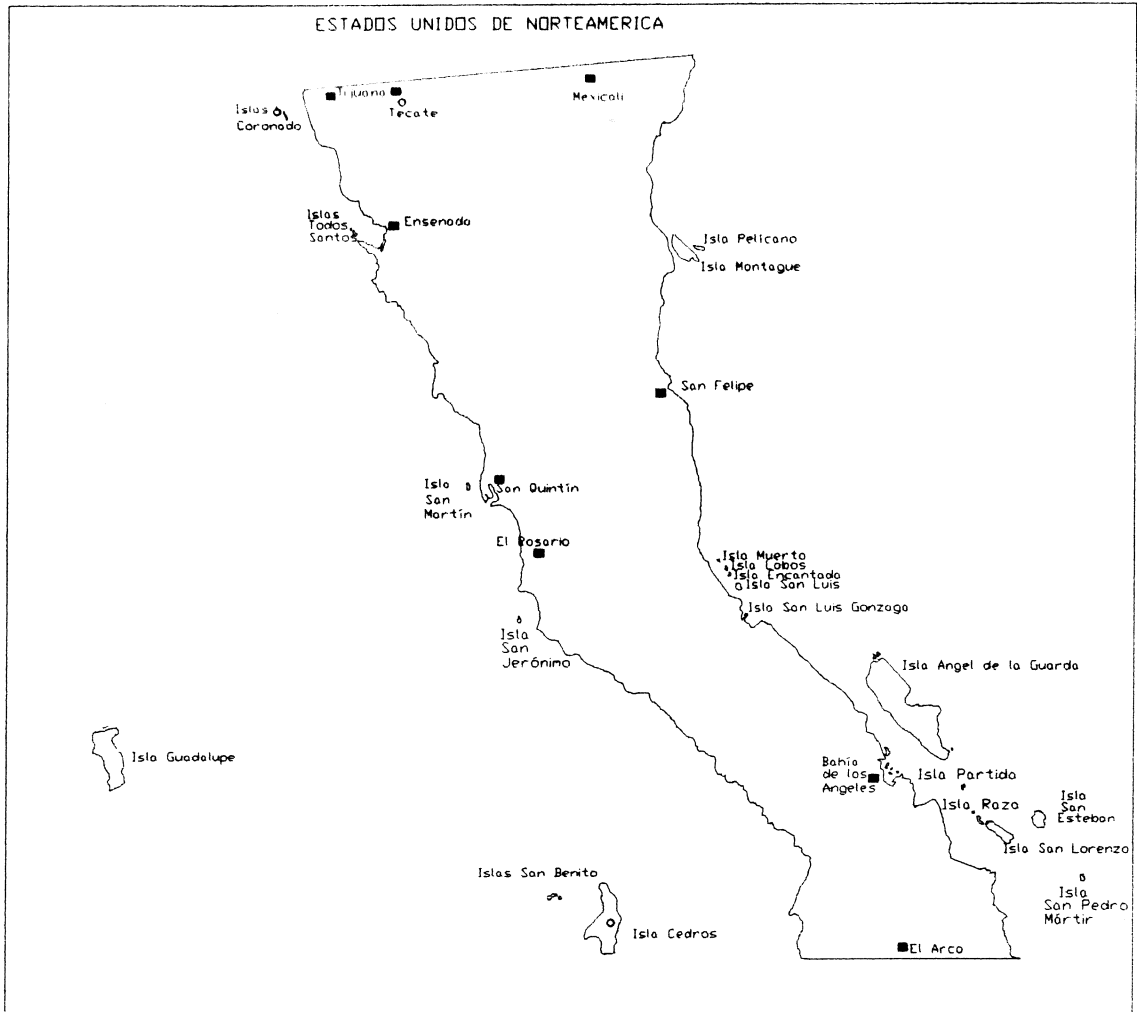 ESTADOS UNIDOS DE NORTEAMERICA
Tijuana
Mexicali
Islas
Coronado
Tecate
Islas
Todos
Santos
Ensenada
Isla Pelicano
Isla Montague
San Felipe
Isla
San
Martín
San Quintín
El Rosario
Isla Muerto
Isla Lobos
Isla Encantada
Isla San Luis
Isla San Luis Gonzaga
Isla
San
Jerónimo
Isla Angel de la Guarda
Isla Guadalupe
Bahía
de los
Angeles
Isla Partida
Isla Raza
Isla
San
Esteban
Isla San Lorenzo
Islas San Benito
Isla
San Pedro
Mártir
Isla Cedros
El Arco